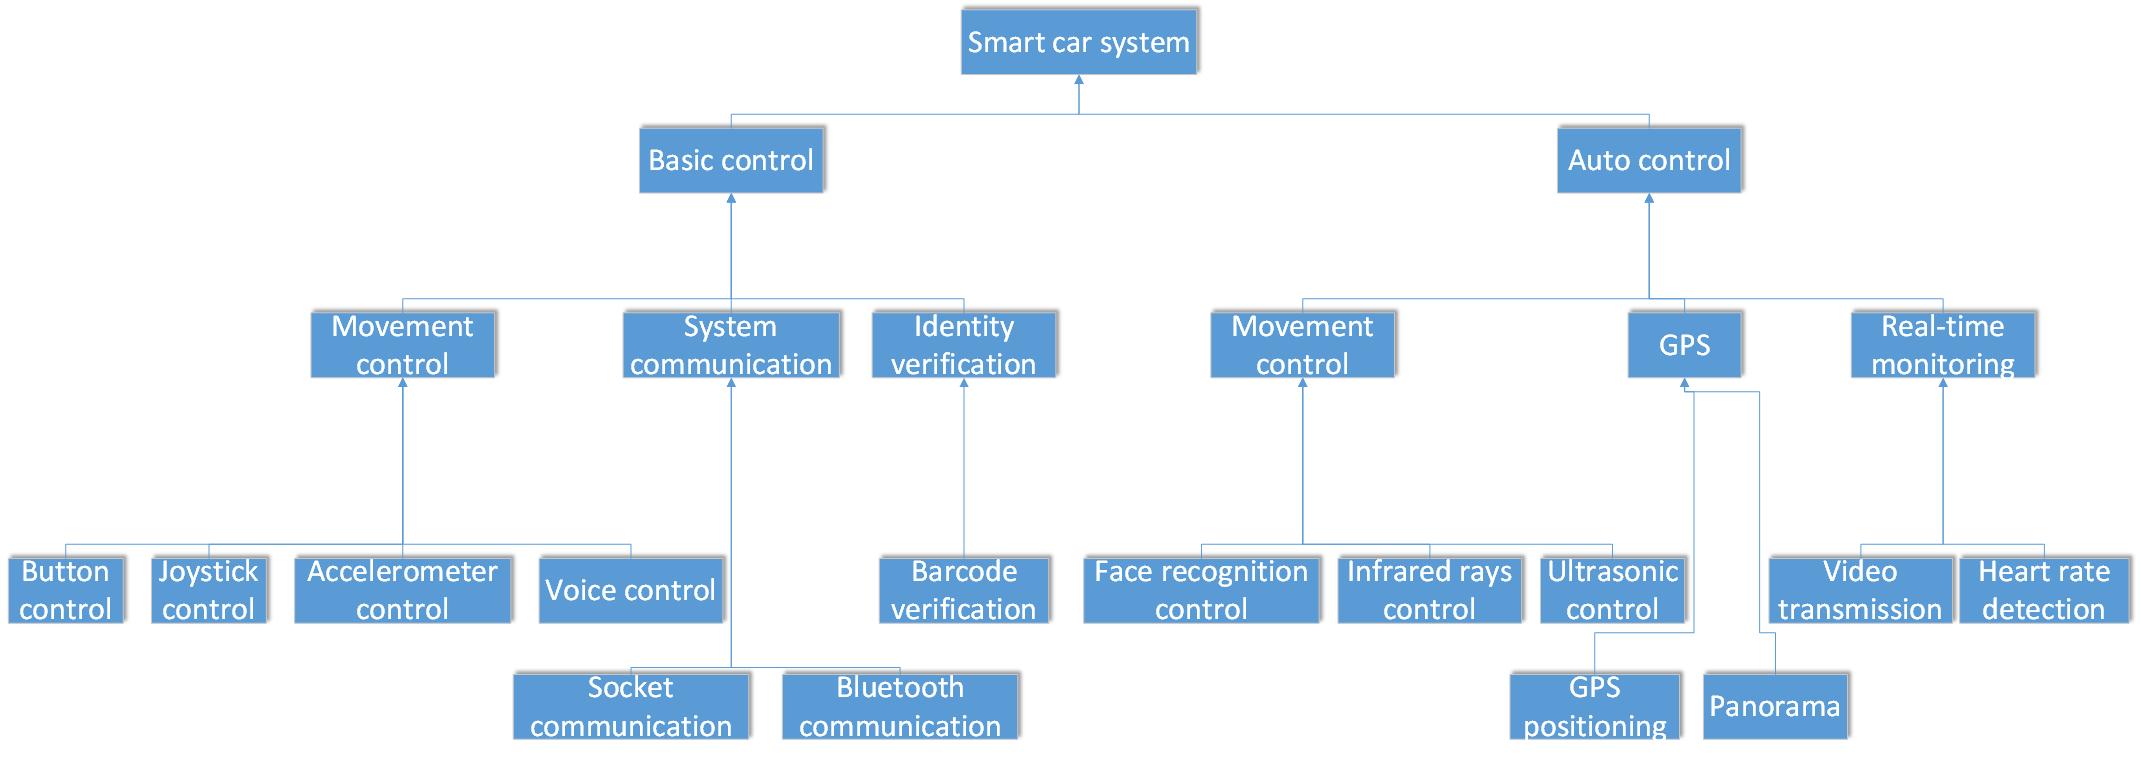 Smart car system
Basic control
Auto control
Movement
control
System
communication
Identity
verification
Movement
control
GPS
Real-time
monitoring
Button
control
Joystick
control
Accelerometer
control
Voice control
Barcode
verification
Face recognition
control
Infrared rays
control
Ultrasonic
control
Video
transmission
Heart rate
detection
Socket
communication
Bluetooth
communication
GPS
positioning
Panorama